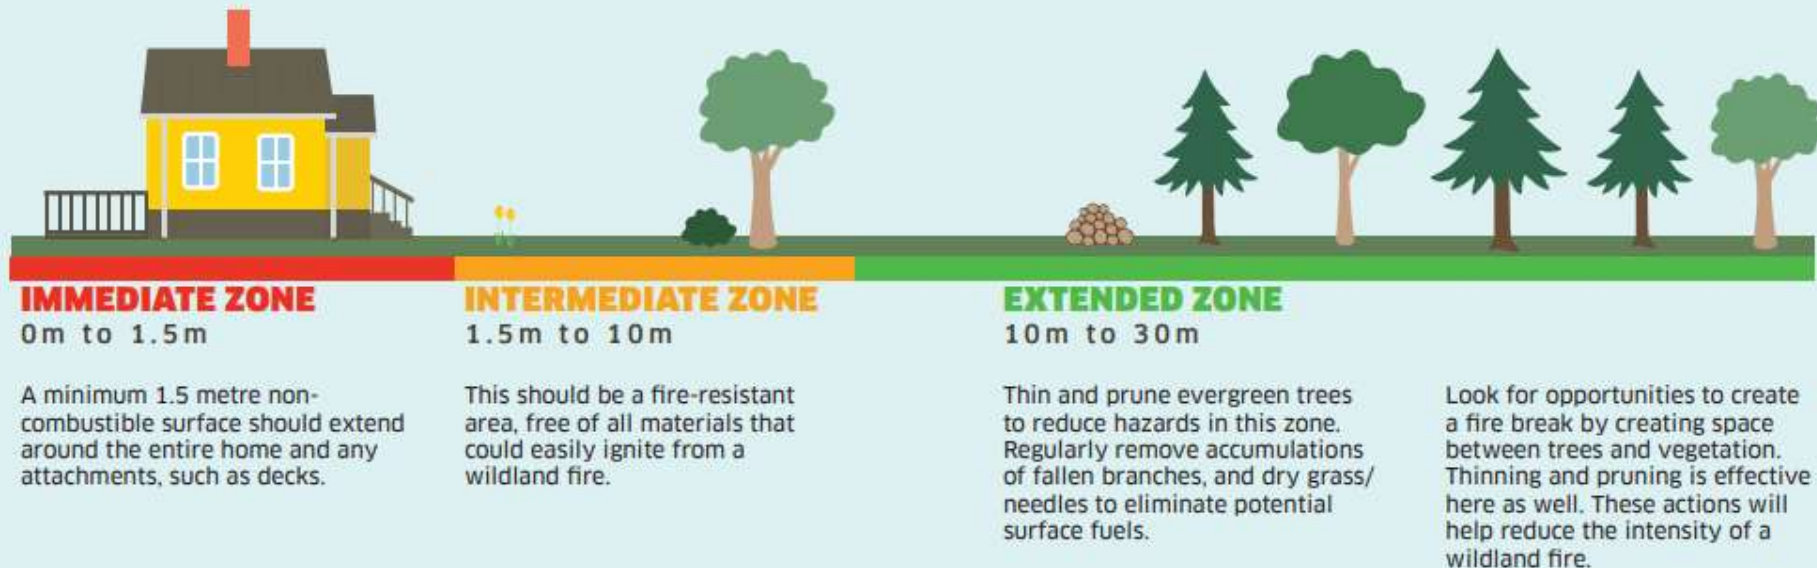 IMMEDIATE ZONE
0m to 1.5m
A minimum 1.5 metre non-
combustible surface should extend
around the entire home and any
attachments, such as decks.
INTERMEDIATE ZONE
1.5m to 10m
This should be a fire-resistant
area, free of all materials that
could easily ignite from a
wildland fire.
EXTENDED ZONE
10m to 30m
Thin and prune evergreen trees
to reduce hazards in this zone.
Regularly remove accumulations
of fallen branches, and dry grass/
needles to eliminate potential
surface fuels.
Look for opportunities to create
a fire break by creating space
between trees and vegetation.
Thinning and pruning is effective
here as well. These actions will
help reduce the intensity of a
wildland fire.